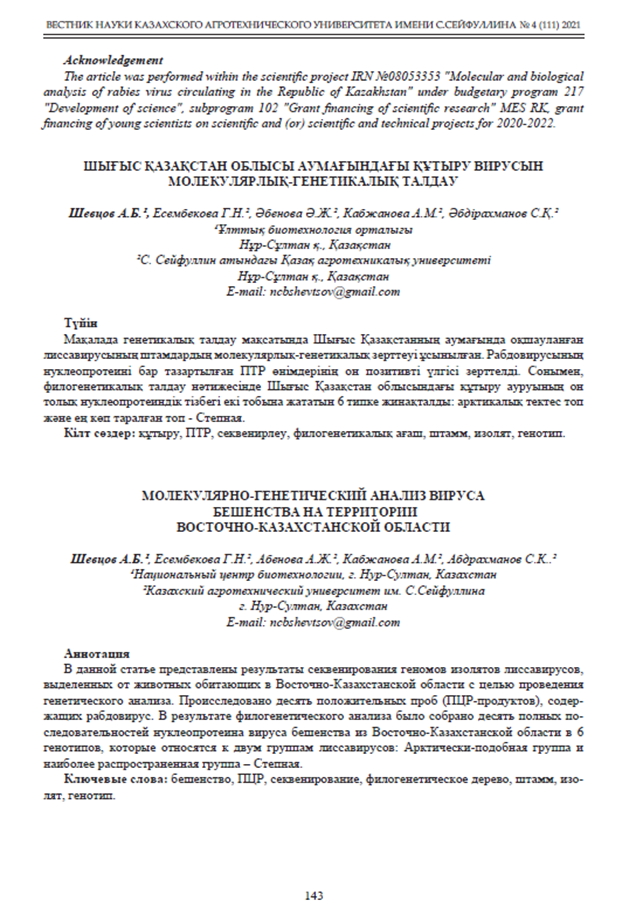 ВЕСТНИК НАУКИ КАЗАХСКОГО АГРОТЕХНИЧЕСКОГО УНИВЕРСИТЕТА ИМЕНИ С.СЕЙФУЛЛИНА № 4 (111) 2021
Acknowledgement
The article was performed within the scientific project IRN №08053353 "Molecular and biological
analysis of rabies virus circulating in the Republic of Kazakhstan" under budgetary program 217
"Development of science", subprogram 102 "Grant financing of scientific research" MES RK, grant
financing of young scientists on scientific and (or) scientific and technical projects for 2020-2022.
ШЫҒЫС ҚАЗАҚСТАН ОБЛЫСЫ АУМАҒЫНДАҒЫ ҚҰТЫРУ ВИРУСЫН
МОЛЕКУЛЯРЛЫҚ-ГЕНЕТИКАЛЫҚ ТАЛДАУ
Шевцов А.Б.¹, Есембекова Г.Н.², Әбенова Ә.Ж.², Кабжанова А.М.², Әбдірахманов С.Қ.²
¹Ұлттық биотехнология орталығы
Нұр-Сұлтан қ., Қазақстан
²С. Сейфуллин атындағы Қазақ агротехникалық университеті
Нұр-Сұлтан қ., Қазақстан
E-mail: ncbshevtsov@gmail.com
Түйін
Мақалада генетикалық талдау мақсатында Шығыс Қазақстанның аумағында оқшауланған
лиссавирусының штамдардың молекулярлық-генетикалық зерттеуі ұсынылған. Рабдовирусының
нуклеопротеині бар тазартылған ПТР өнімдерінің он позитивті үлгісі зерттелді. Сонымен,
филогенетикалық талдау нәтижесінде Шығыс Қазақстан облысындағы құтыру ауруының он
толық нуклеопротеиндік тізбегі екі тобына жататын 6 типке жинақталды: арктикалық тектес топ
және ең көп таралған топ - Степная.
Кілт сөздер: құтыру, ПТР, секвенирлеу, филогенетикалық ағаш, штамм, изолят, генотип.
МОЛЕКУЛЯРНО-ГЕНЕТИЧЕСКИЙ АНАЛИЗ ВИРУСА
БЕШЕНСТВА НА ТЕРРИТОРИИ
ВОСТОЧНО-КАЗАХСТАНСКОЙ ОБЛАСТИ
Шевцов А.Б.¹, Есембекова Г.Н.², Абенова А.Ж.², Кабжанова А.М.², Абдрахманов С.К..²
¹Национальный центр биотехнологии, г. Нур-Султан, Казахстан
²Казахский агротехнический университет им. С.Сейфуллина
г. Нур-Султан, Казахстан
E-mail: ncbshevtsov@gmail.com
Аннотация
В данной статье представлены результаты секвенирования геномов изолятов лиссавирусов,
выделенных от животных обитающих в Восточно-Казахстанской области с целью проведения
генетического анализа. Происследовано десять положительных проб (ПЦР-продуктов), содер-
жащих рабдовирус. В результате филогенетического анализа было собрано десять полных по-
следовательностей нуклеопротеина вируса бешенства из Восточно-Казахстанской области в 6
генотипов, которые относятся к двум группам лиссавирусов: Арктически-подобная группа и
наиболее распространенная группа – Степная.
Ключевые слова: бешенство, ПЦР, секвенирование, филогенетическое дерево, штамм, изо-
лят, генотип.
143